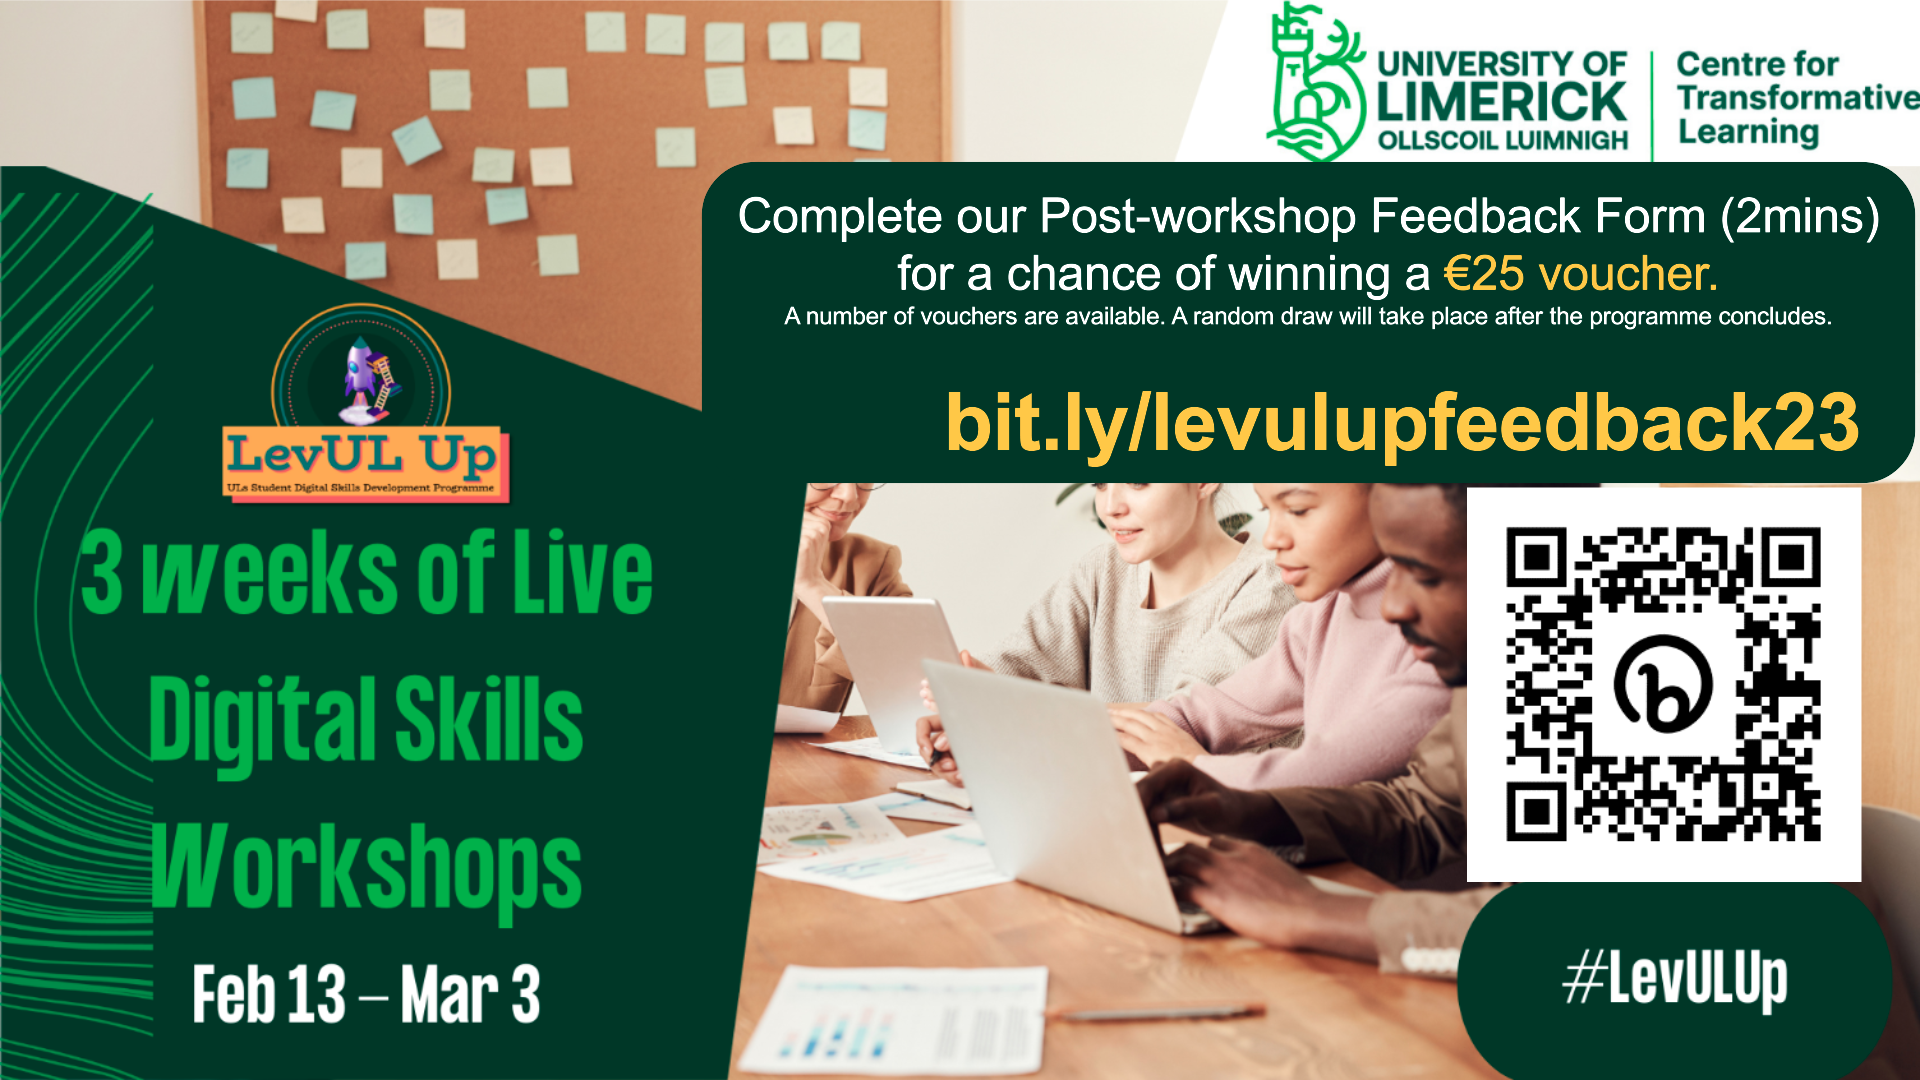 UNIVERSITY OF
LIMERICK
OLLSCOIL LUIMNIGH
Centre for
Transformative
Learning
Complete our Post-workshop Feedback Form (2mins)
for a chance of winning a €25 voucher.
A number of vouchers are available. A random draw will take place after the programme concludes.
bit.ly/levulupfeedback23
LevUL Up
ULs Student Digital Skills Development Programme
3 weeks of Live
Digital Skills
Workshops
Feb 13 – Mar 3
b
#LevULUp